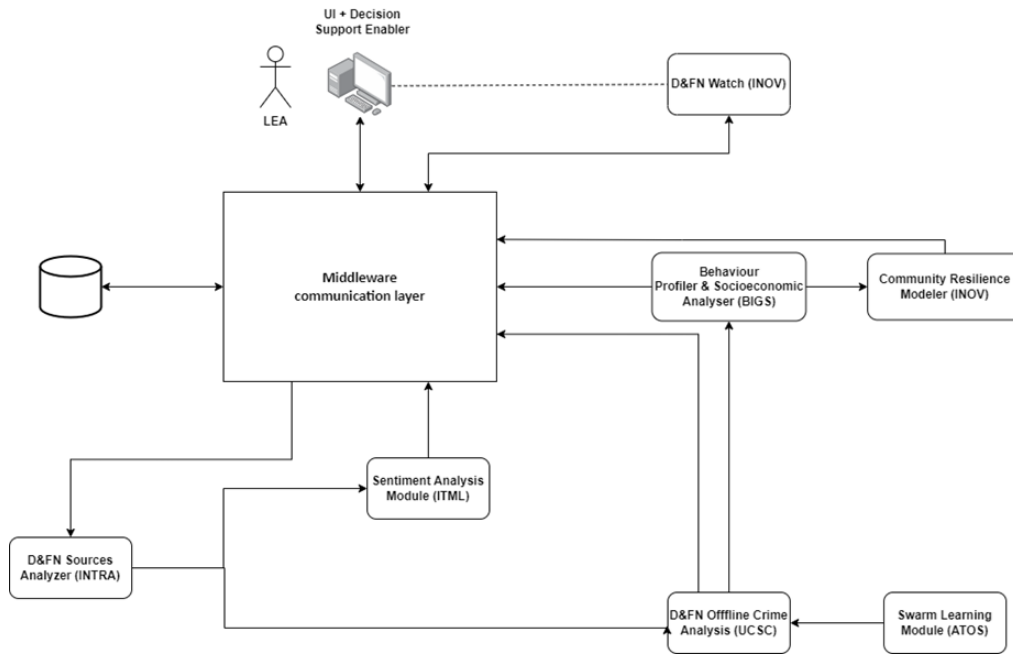 UI + Decision
Support Enabler
LEA
D&FN Watch (INOV)
Middleware
communication layer
Behaviour
Profiler & Socioeconomic
Analyser (BIGS)
Community Resilience
Modeler (INOV)
Sentiment Analysis
Module (ITML)
D&FN Sources
Analyzer (INTRA)
D&FN Offfline Crime
Analysis (UCSC)
Swarm Learning
Module (ATOS)